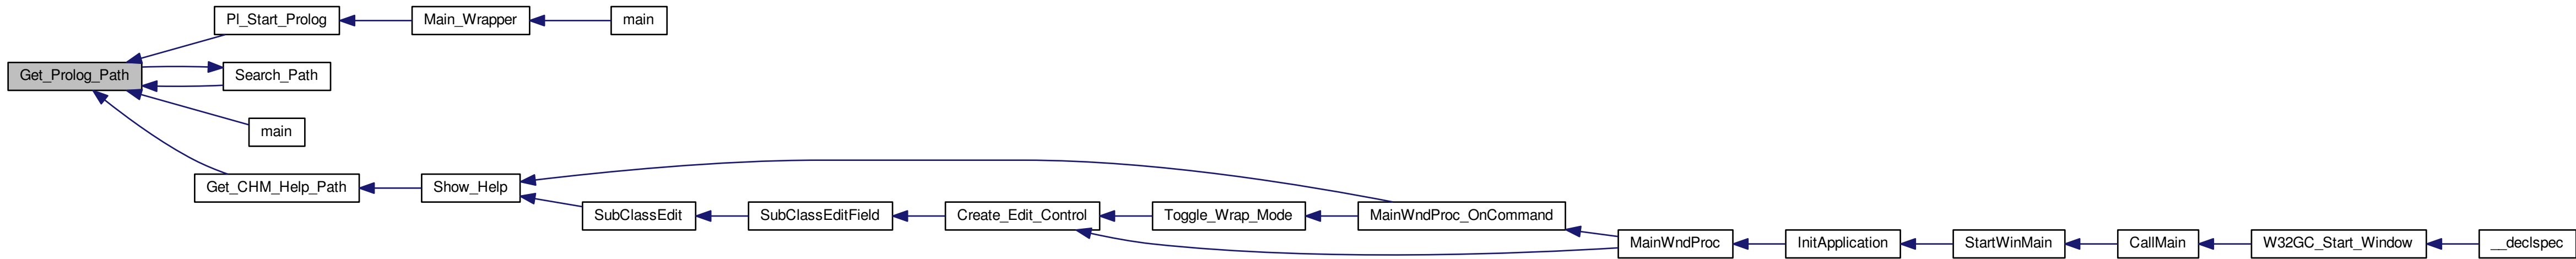 Pl_Start_Prolog
Main_Wrapper
main
Get_Prolog_Path
Search_Path
main
Get_CHM_Help_Path
Show_Help
SubClassEdit
SubClassEditField
Create_Edit_Control
Toggle_Wrap_Mode
MainWndProc_OnCommand
MainWndProc
InitApplication
StartWinMain
CallMain
W32GC_Start_Window
__declspec